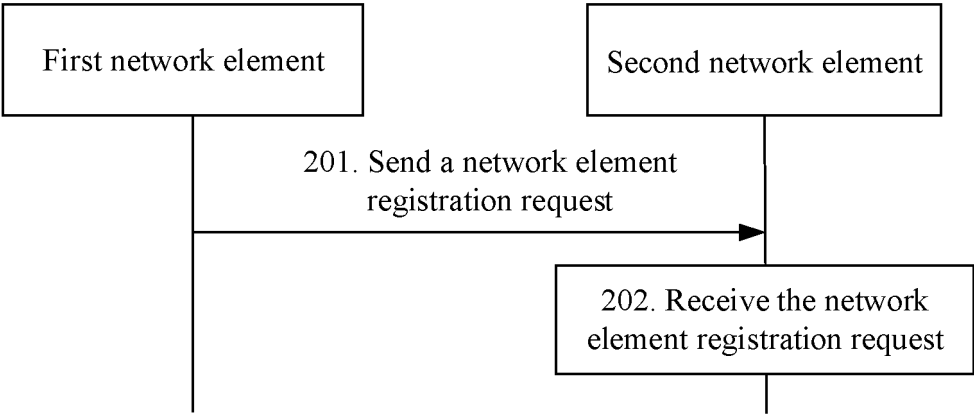 First network element
Second network element
201. Send a network element
registration request
202. Receive the network
element registration request